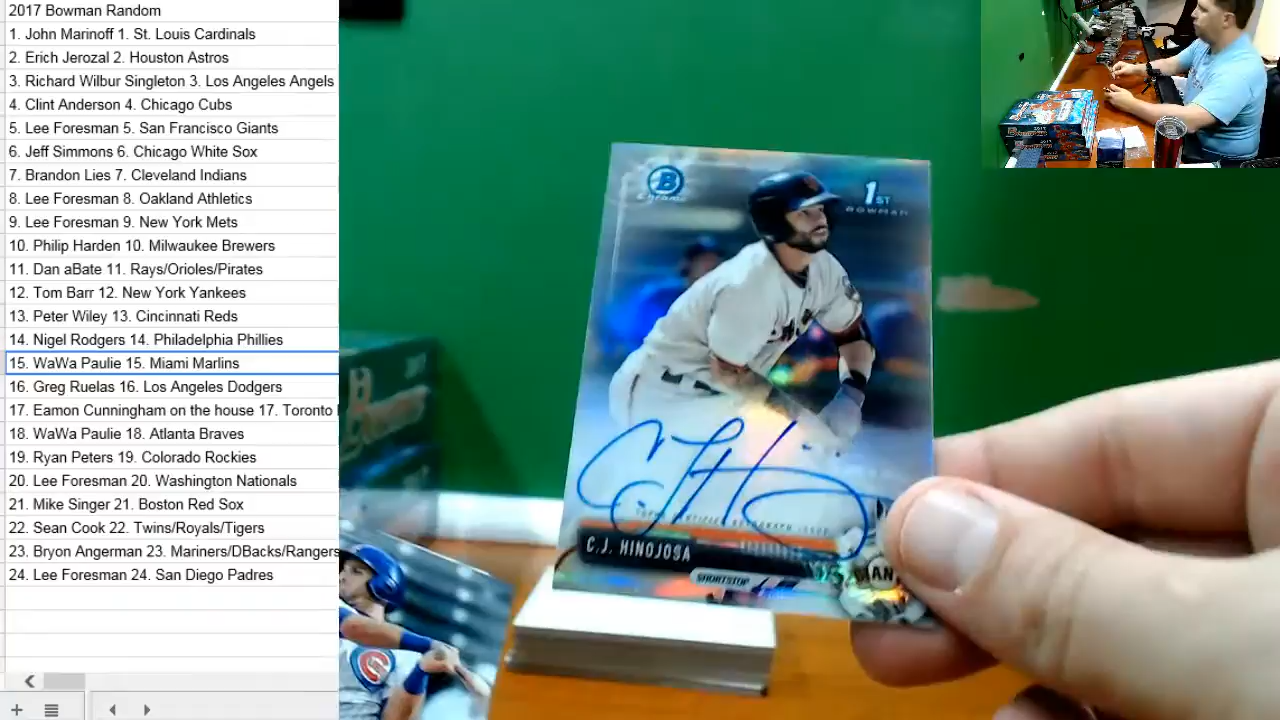 2017 Bowman Random
1. John Marinoff 1. St. Louis Cardinals
2. Erich Jerozal 2. Houston Astros
3. Richard Wilbur Singleton 3. Los Angeles Angels
4. Clint Anderson 4. Chicago Cubs
5. Lee Foresman 5. San Francisco Giants
6. Jeff Simmons 6. Chicago White Sox
7. Brandon Lies 7. Cleveland Indians
8. Lee Foresman 8. Oakland Athletics
9. Lee Foresman 9. New York Mets
10. Philip Harden 10. Milwaukee Brewers
11. Dan aBate 11. Rays/Orioles/Pirates
12. Tom Barr 12. New York Yankees
13. Peter Wiley 13. Cincinnati Reds
14. Nigel Rodgers 14. Philadelphia Phillies
15. WaWa Paulie 15. Miami Marlins
16. Greg Ruelas 16. Los Angeles Dodgers
17. Eamon Cunningham on the house 17. Toronto
18. WaWa Paulie 18. Atlanta Braves
19. Ryan Peters 19. Colorado Rockies
20. Lee Foresman 20. Washington Nationals
21. Mike Singer 21. Boston Red Sox
22. Sean Cook 22. Twins/Royals/Tigers
23. Bryon Angerman 23. Mariners/DBacks/Rangers
24. Lee Foresman 24. San Diego Padres
B
Chrome
1ST
BOWMAN
TOPPS CERTIFIED AUTOGRAPH ISSUE
C.J. HINOJOSA
SHORTSTOP
Bowman